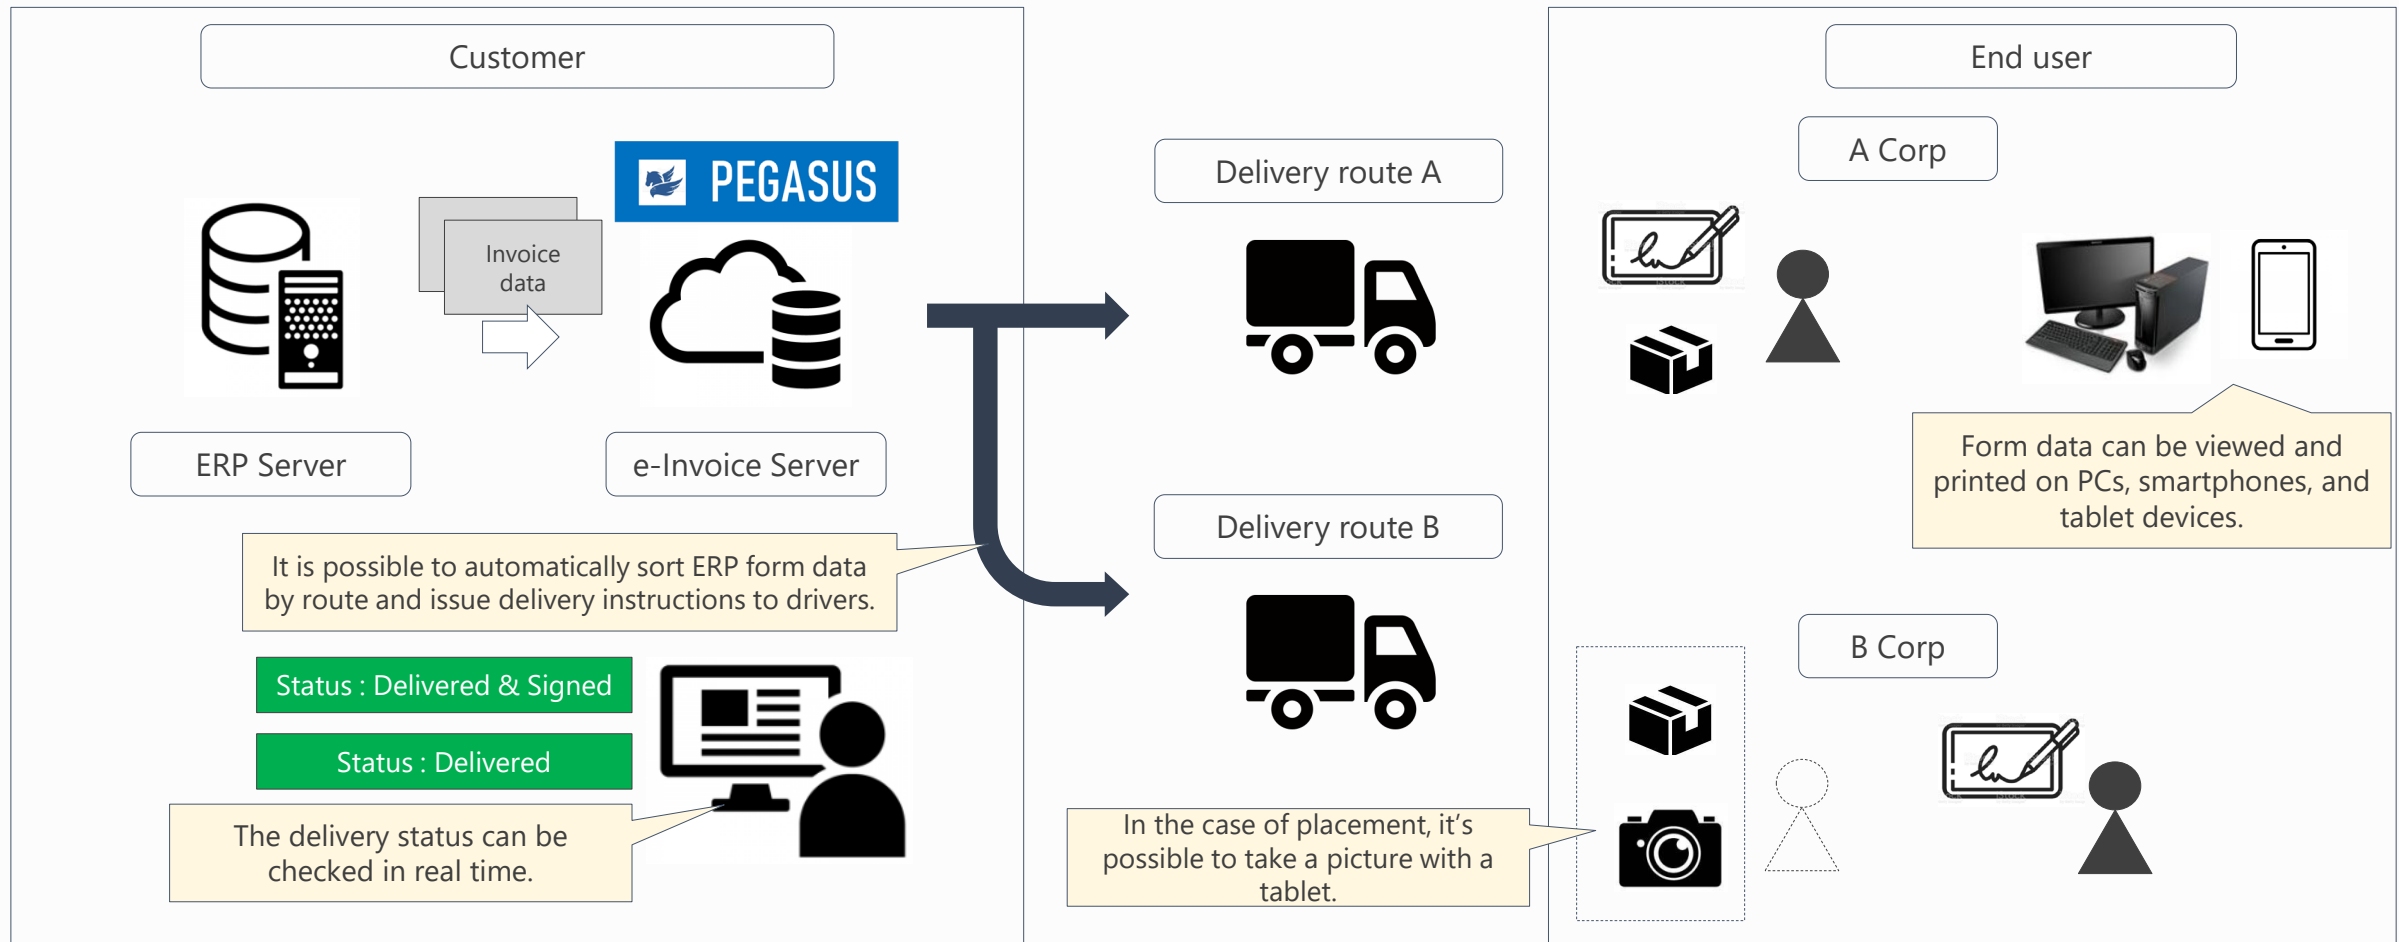 Customer
End user
PEGASUS
Delivery route A
A Corp
Invoice
data
ERP Server
e-Invoice Server
Form data can be viewed and
printed on PCs, smartphones, and
tablet devices.
Delivery route B
It is possible to automatically sort ERP form data
by route and issue delivery instructions to drivers.
B Corp
Status : Delivered & Signed
Status : Delivered
The delivery status can be
checked in real time.
In the case of placement, it’s
possible to take a picture with a
tablet.